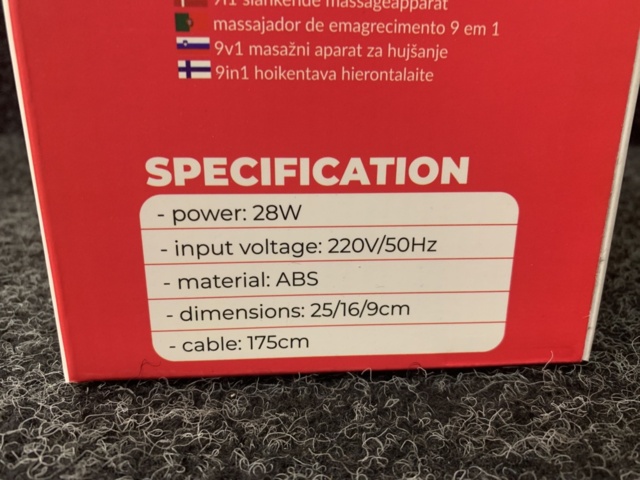 9i1 slankende massageapparat
massajador de emagrecimento 9 em 1
9v1 masažni aparat za hujšanje
9in1 hoikentava hierontalaite
SPECIFICATION
- power: 28W
- input voltage: 220V/50Hz
- material: ABS
- dimensions: 25/16/9cm
- cable: 175cm